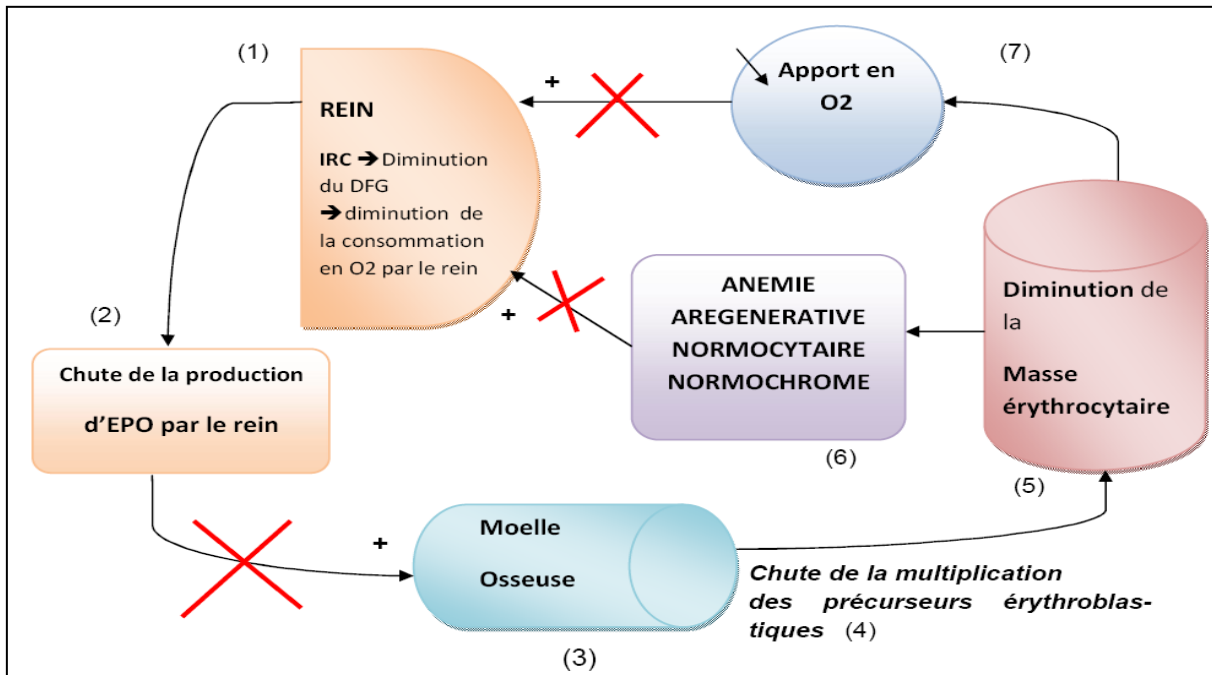 (1)
REIN
IRC ➔ Diminution
du DFG
➔ diminution de
la consommation
en O2 par le rein
+
+
Apport en
O2
(7)
(2)
Chute de la production
d'EPO par le rein
ANEMIE
AREGENERATIVE
NORMOCYTAIRE
NORMOCHROME
(6)
Diminution de
la
Masse
érythrocytaire
(5)
+
Moelle
Osseuse
(3)
Chute de la multiplication
des précurseurs érythroblas-
tiques (4)